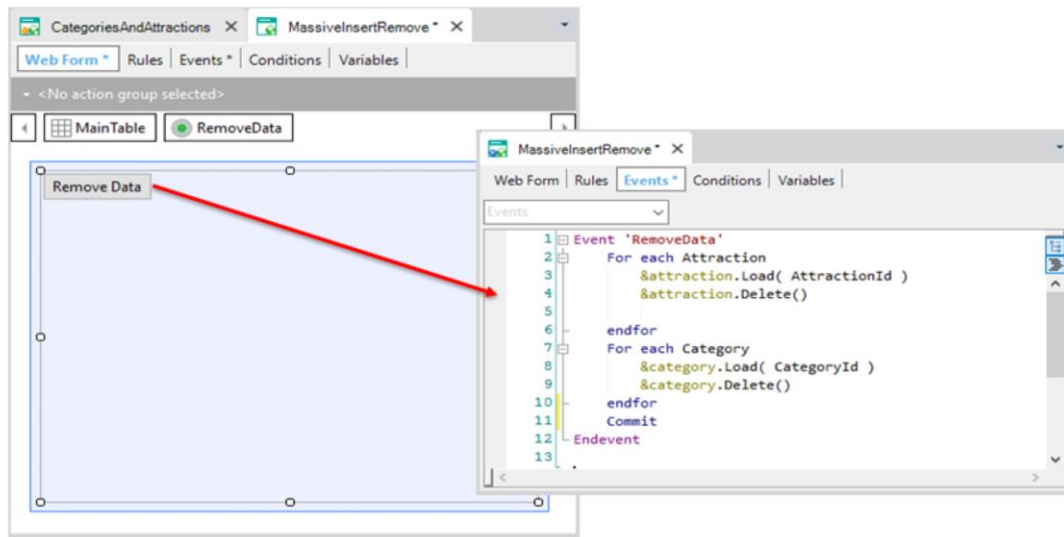 CategoriesAndAttractions X MassiveInsertRemove * X
Web Form * Rules Events * Conditions Variables
<No action group selected>
MainTable RemoveData
Remove Data
MassiveInsertRemove * X
Web Form Rules Events * Conditions Variables
Events
1 Event 'RemoveData'
2 For each Attraction
3 &attraction.Load( AttractionId )
4 &attraction.Delete()
5
6 endfor
7 For each Category
8 &category.Load( CategoryId )
9 &category.Delete()
10 endfor
11 Commit
12 Endevent
13